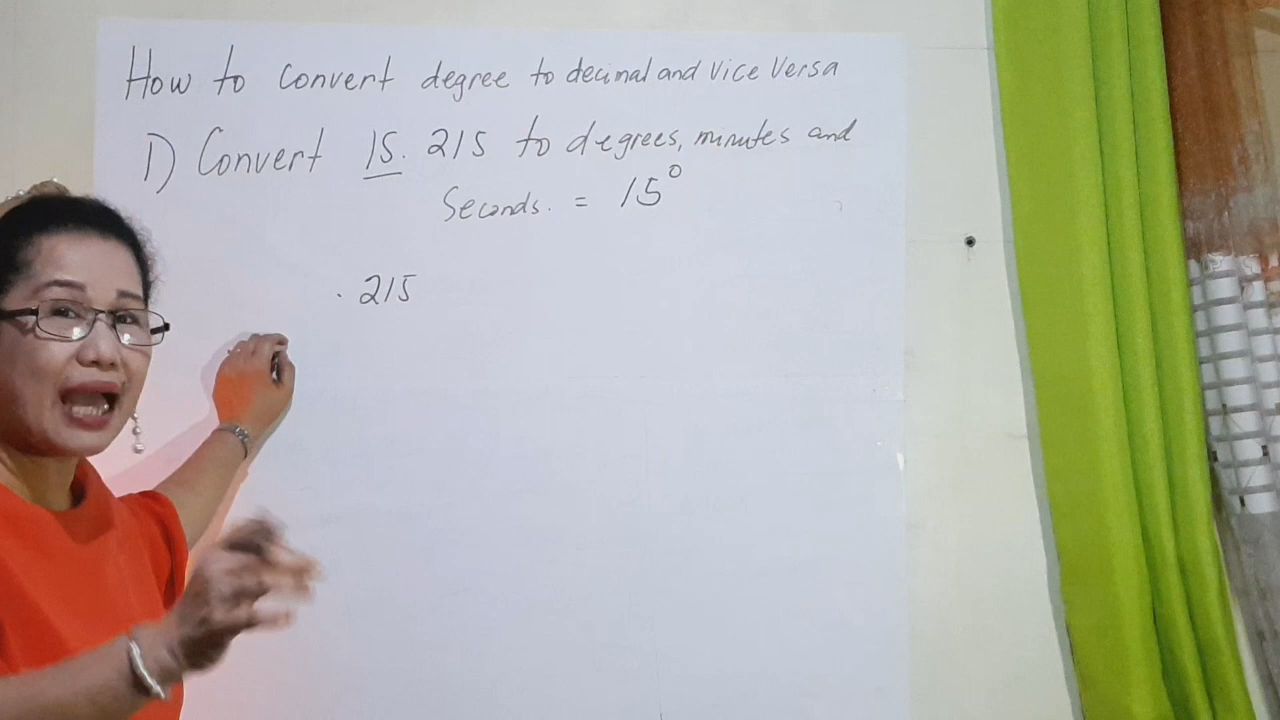 How to convert degree to decimal and Vice Versa
1) Convert 15.215 to degrees, minutes and
Seconds. = 15°
.215